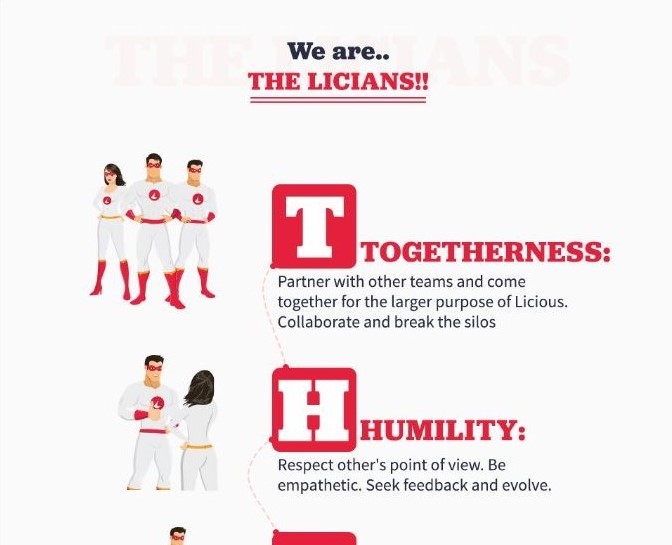 THE LICIANS
We are..
THE LICIANS!!
T
TOGETHERNESS:
Partner with other teams and come
together for the larger purpose of Licious.
Collaborate and break the silos
H
HUMILITY:
Respect other's point of view. Be
empathetic. Seek feedback and evolve.